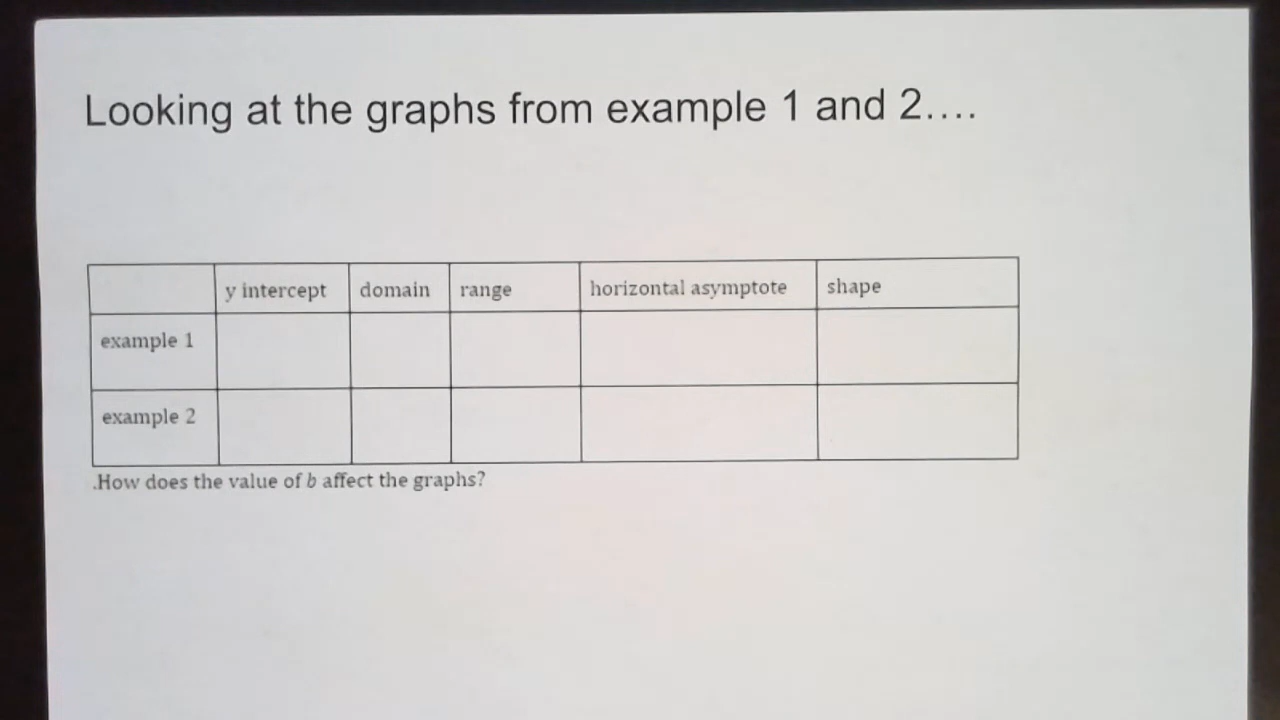 Looking at the graphs from example 1 and 2....
y intercept domain range horizontal asymptote shape
example 1
example 2
.How does the value of b affect the graphs?